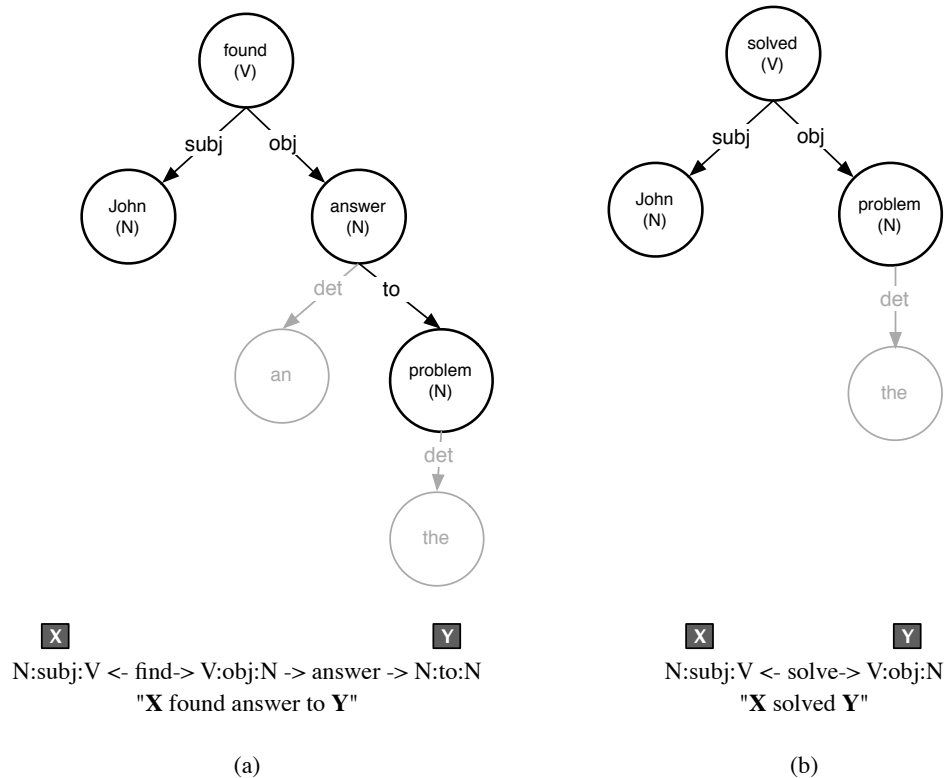 found
(V)
subj
obj
John
(N)
answer
(N)
det
to
an
problem
(N)
det
the
X
Y
N:subj:V <- find-> V:obj:N -> answer -> N:to:N
"X found answer to Y"
(a)
solved
(V)
subj
obj
John
(N)
problem
(N)
det
the
X
Y
N:subj:V <- solve-> V:obj:N
"X solved Y"
(b)